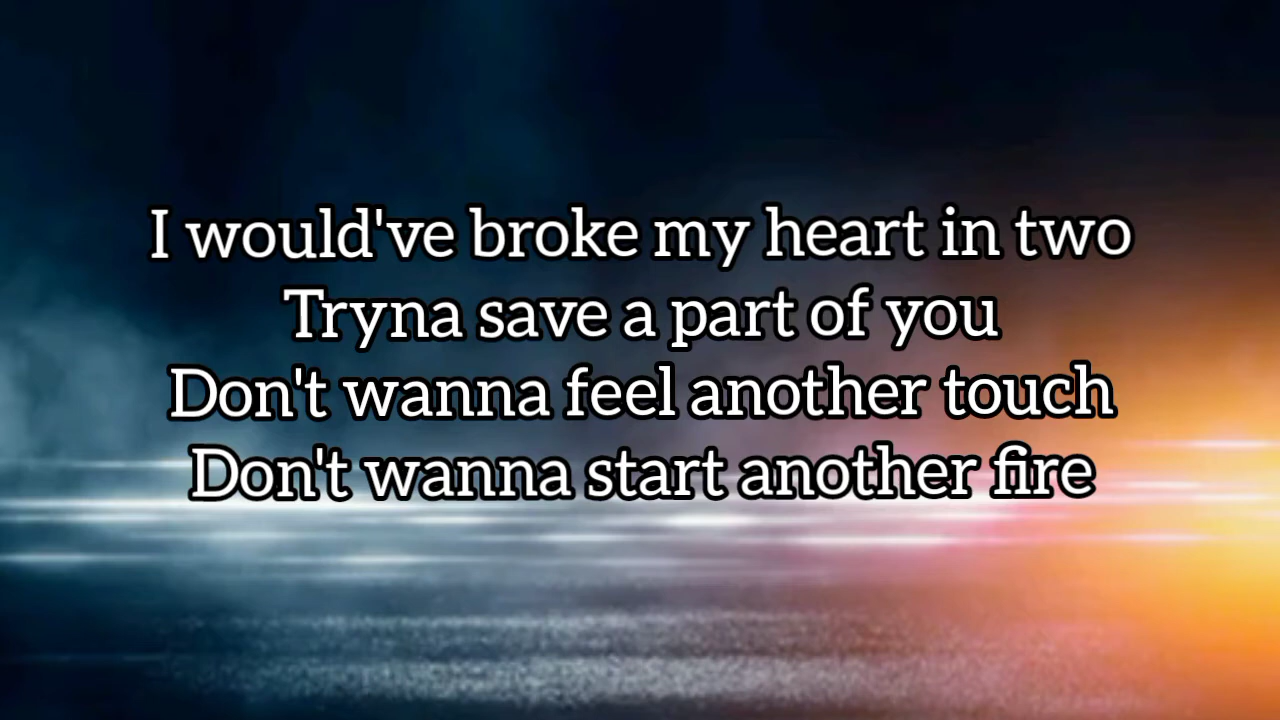 I would've broke my heart in two
Tryna save a part of you
Don't wanna feel another touch
Don't wanna start another fire